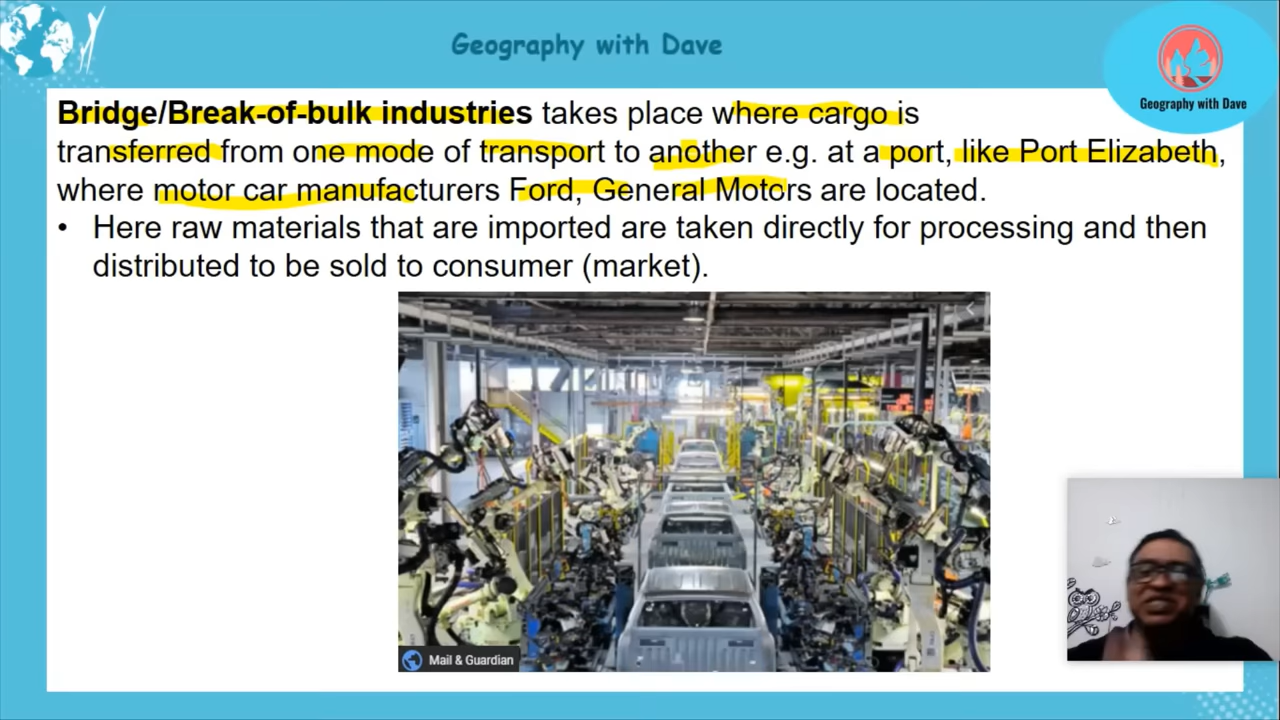 Geography with Dave
Geography with Dave
Bridge/Break-of-bulk industries takes place where cargo is
transferred from one mode of transport to another e.g. at a port, like Port Elizabeth,
where motor car manufacturers Ford, General Motors are located.
• Here raw materials that are imported are taken directly for processing and then
distributed to be sold to consumer (market).
Mail & Guardian